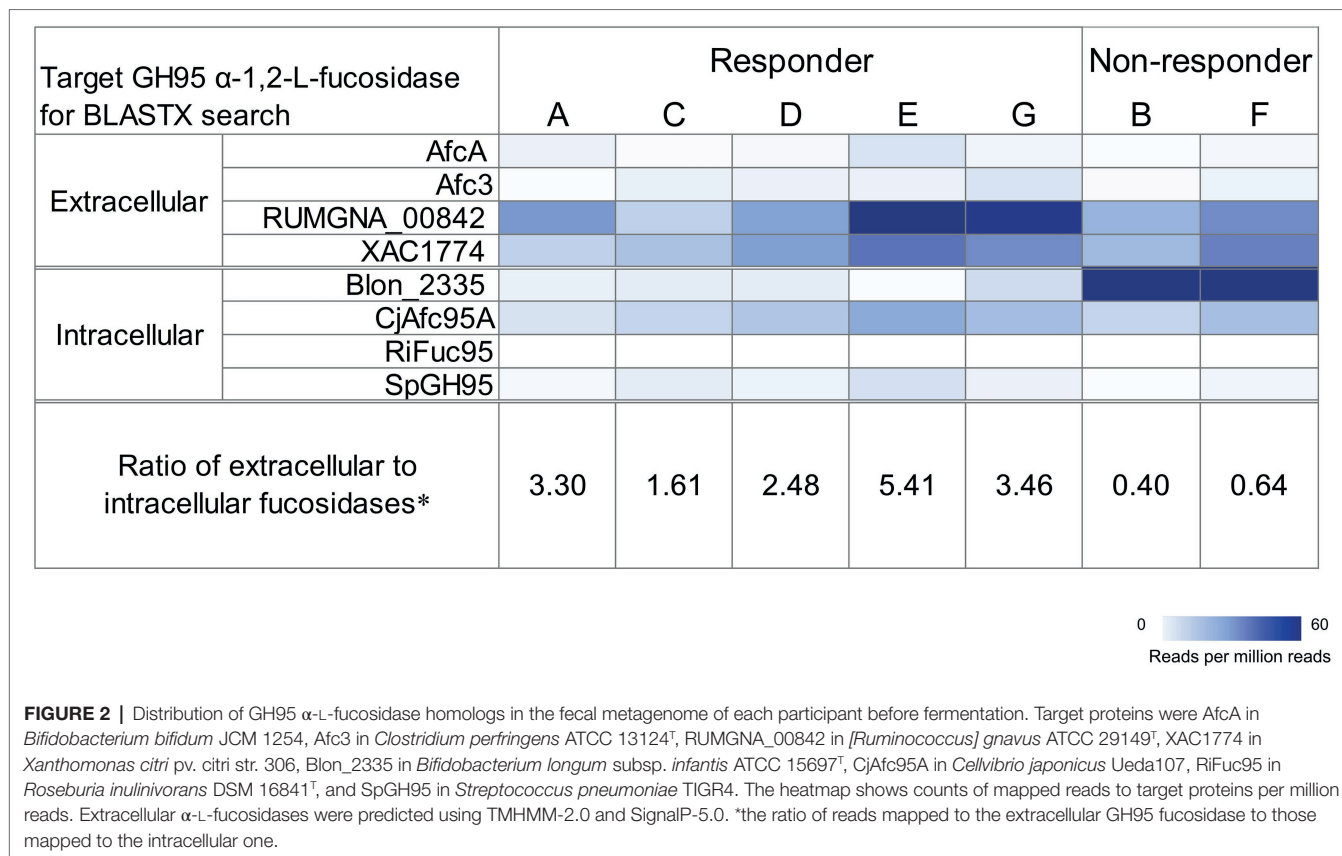 Target GH95 α-1,2-L-fucosidase
for BLASTX search
Responder
Non-responder
A C D E G B F
Extracellular
AfcA
Afc3
RUMGNA_00842
XAC1774
Intracellular
Blon_2335
CjAfc95A
RiFuc95
SpGH95
Ratio of extracellular to
intracellular fucosidases*
3.30 1.61 2.48 5.41 3.46 0.40 0.64
0 60
Reads per million reads
FIGURE 2 | Distribution of GH95 α-L-fucosidase homologs in the fecal metagenome of each participant before fermentation. Target proteins were AfcA in
Bifidobacterium bifidum JCM 1254, Afc3 in Clostridium perfringens ATCC 13124ᵀ, RUMGNA_00842 in [Ruminococcus] gnavus ATCC 29149ᵀ, XAC1774 in
Xanthomonas citri pv. citri str. 306, Blon_2335 in Bifidobacterium longum subsp. infantis ATCC 15697ᵀ, CjAfc95A in Cellvibrio japonicus Ueda107, RiFuc95 in
Roseburia inulinivorans DSM 16841ᵀ, and SpGH95 in Streptococcus pneumoniae TIGR4. The heatmap shows counts of mapped reads to target proteins per million
reads. Extracellular α-L-fucosidases were predicted using TMHMM-2.0 and SignalP-5.0. *the ratio of reads mapped to the extracellular GH95 fucosidase to those
mapped to the intracellular one.